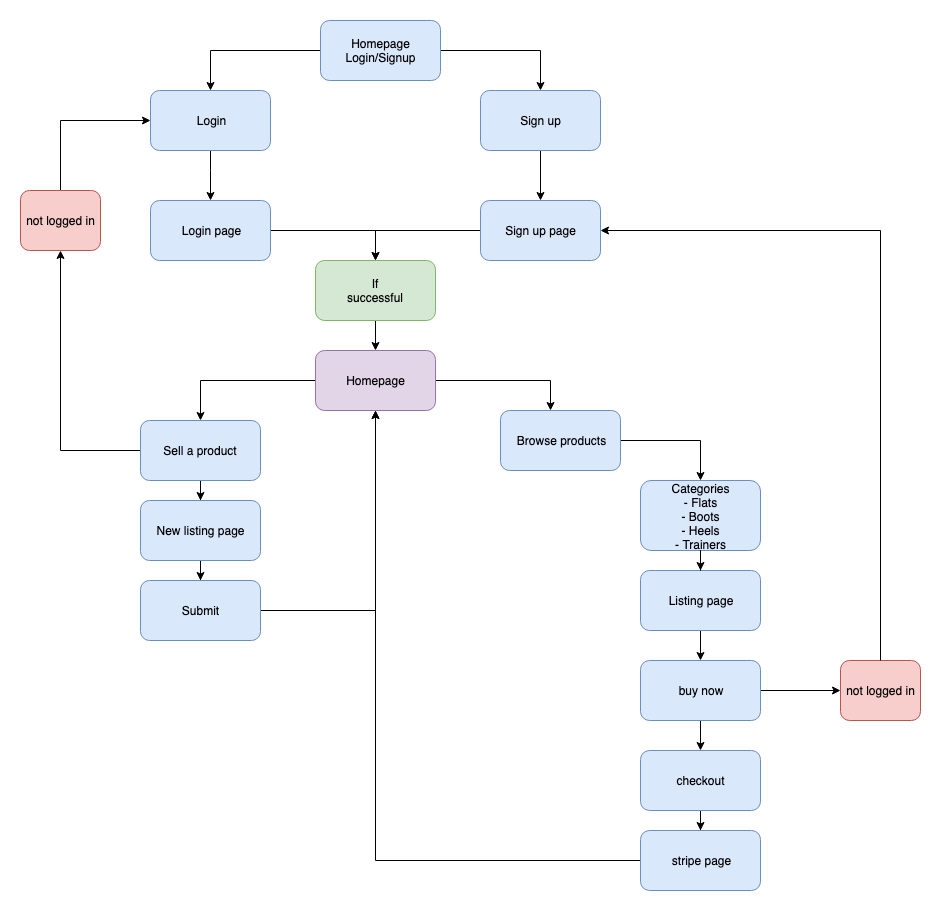 Homepage
Login/Signup
Login
Sign up
not logged in
Login page
Sign up page
If
successful
Homepage
Sell a product
Browse products
New listing page
Categories
- Flats
- Boots
- Heels
- Trainers
Submit
Listing page
buy now
not logged in
checkout
stripe page